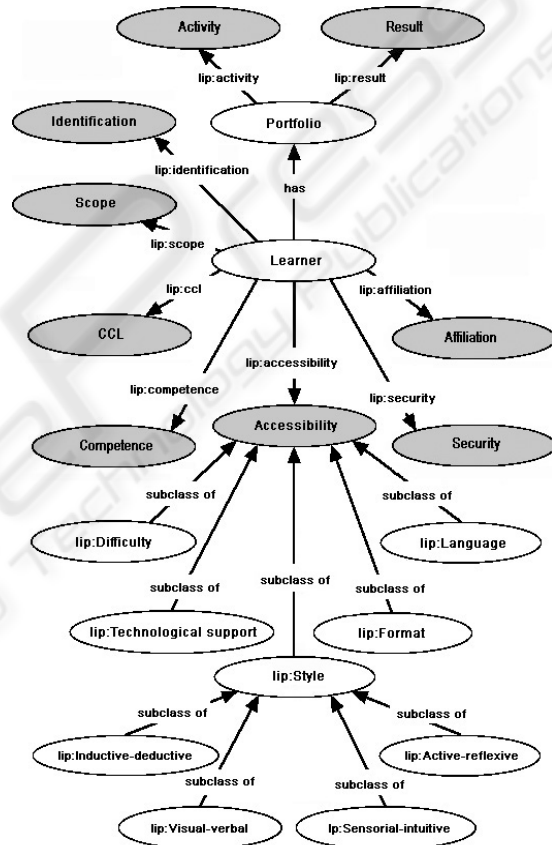 Activity
Result
lip:activity
lip:result
Identification
Portfolio
lip:identification
has
Scope
lip:scope
Learner
lip:ccl
lip:affiliation
CCL
Affiliation
lip:accessibility
lip:competence
lip:security
Competence
Accessibility
Security
subclass of
subclass of
lip:Difficulty
lip:Language
subclass of
subclass of
subclass of
lip:Technological support
lip:Format
lip:Style
subclass of
subclass of
lip:Inductive-deductive
lip:Active-reflexive
subclass of
subclass of
lip:Visual-verbal
lp:Sensorial-intuitive